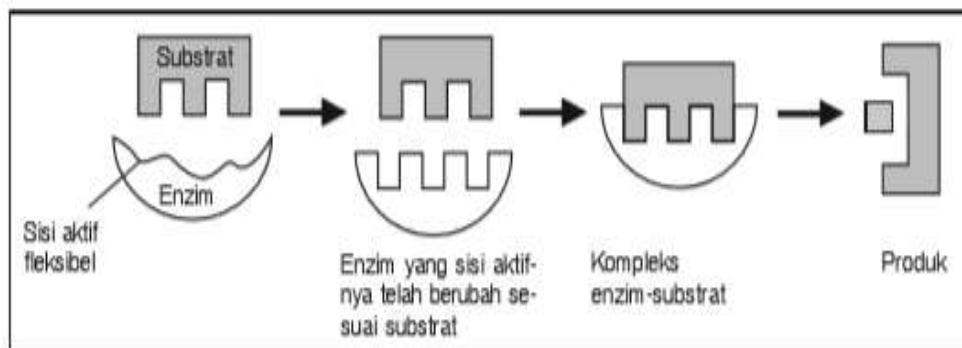 Substrat
Enzim
Sisi aktif
fleksibel
Enzim yang sisi aktif-
nya telah berubah se-
suai substrat
Kompleks
enzim-substrat
Produk